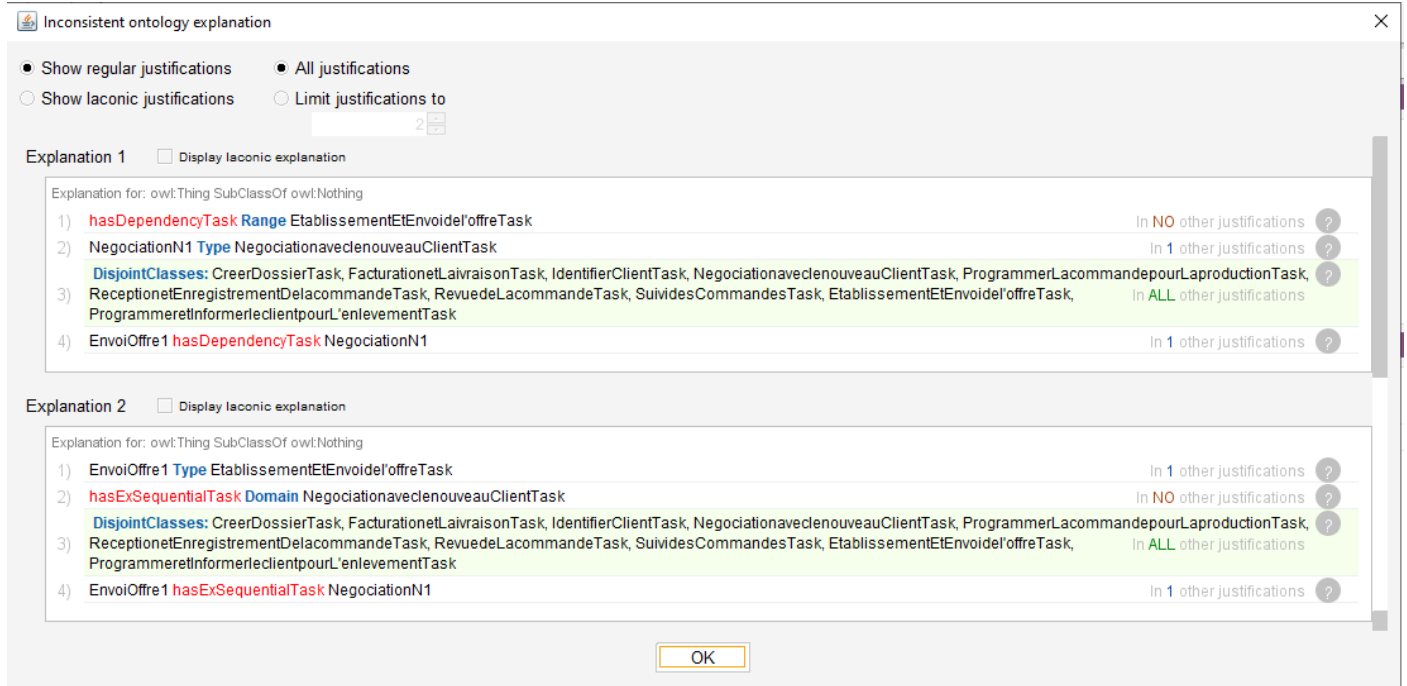 Inconsistent ontology explanation
Show regular justifications All justifications
Show laconic justifications Limit justifications to
2
Explanation 1 Display laconic explanation
Explanation for: owl:Thing SubClassOf owl:Nothing
1) hasDependencyTask Range EtablissementEtEnvoidel'offreTask In NO other justifications ?
2) NegociationN1 Type NegociationaveclenouveauClientTask In 1 other justifications ?
DisjointClasses: CreerDossierTask, FacturationetLaivraisonTask, IdentifierClientTask, NegociationaveclenouveauClientTask, ProgrammerLacommandepourLaproductionTask, ?
3) ReceptionetEnregistrementDelacommandeTask, RevuedeLacommandeTask, SuividesCommandesTask, EtablissementEtEnvoidel'offreTask, In ALL other justifications
ProgrammeretInformerleclientpourL'enlevementTask
4) EnvoiOffre1 hasDependencyTask NegociationN1 In 1 other justifications ?
Explanation 2 Display laconic explanation
Explanation for: owl:Thing SubClassOf owl:Nothing
1) EnvoiOffre1 Type EtablissementEtEnvoidel'offreTask In 1 other justifications ?
2) hasExSequentialTask Domain NegociationaveclenouveauClientTask In NO other justifications ?
DisjointClasses: CreerDossierTask, FacturationetLaivraisonTask, IdentifierClientTask, NegociationaveclenouveauClientTask, ProgrammerLacommandepourLaproductionTask, ?
3) ReceptionetEnregistrementDelacommandeTask, RevuedeLacommandeTask, SuividesCommandesTask, EtablissementEtEnvoidel'offreTask, In ALL other justifications
ProgrammeretInformerleclientpourL'enlevementTask
4) EnvoiOffre1 hasExSequentialTask NegociationN1 In 1 other justifications ?
OK